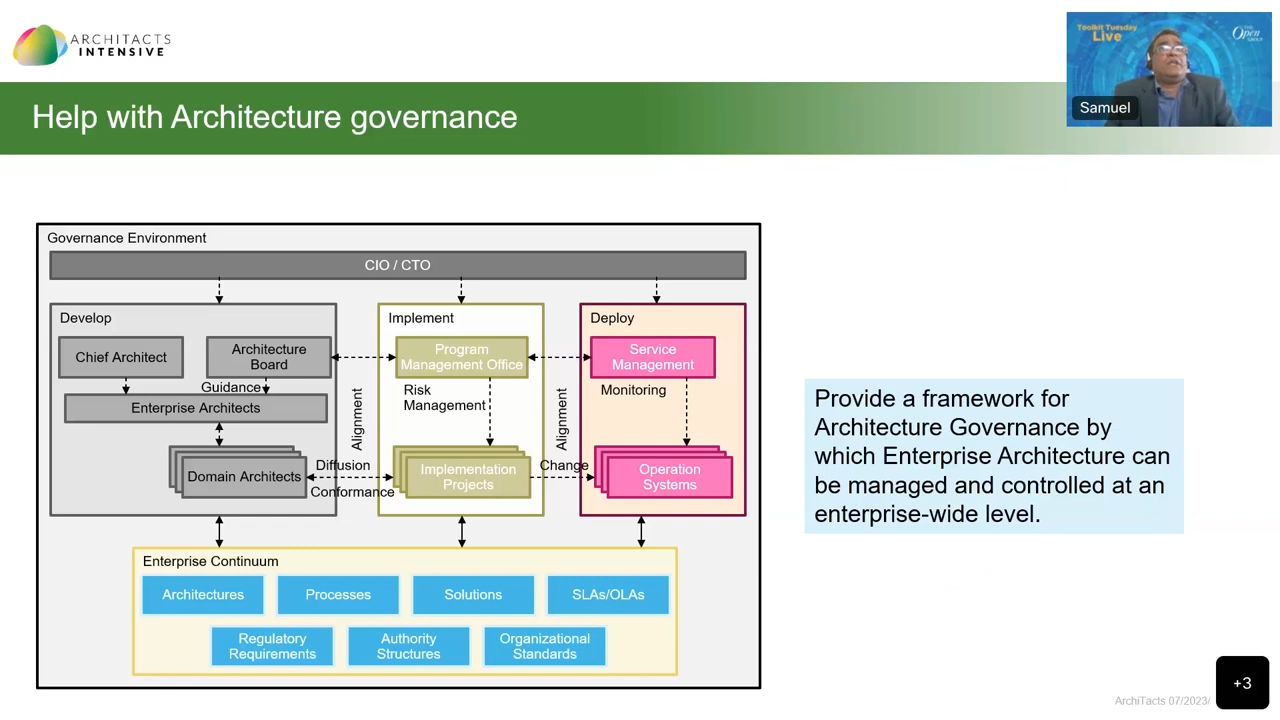 ARCHITACTS
INTENSIVE
Toolkit Tuesday
Live
THE
Open
GROUP
Samuel
Help with Architecture governance
Governance Environment
CIO / CTO
Develop
Chief Architect
Architecture
Board
Guidance
Enterprise Architects
Domain Architects
Alignment
Diffusion
Conformance
Implement
Program
Management Office
Risk
Management
Implementation
Projects
Alignment
Change
Deploy
Service
Management
Monitoring
Operation
Systems
Enterprise Continuum
Architectures
Processes
Solutions
SLAs/OLAs
Regulatory
Requirements
Authority
Structures
Organizational
Standards
Provide a framework for
Architecture Governance by
which Enterprise Architecture can
be managed and controlled at an
enterprise-wide level.
ArchiTacts 07/2023/
+3